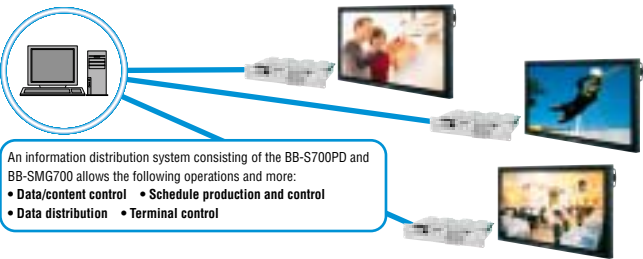 An information distribution system consisting of the BB-S700PD and
BB-SMG700 allows the following operations and more:
• Data/content control • Schedule production and control
• Data distribution • Terminal control